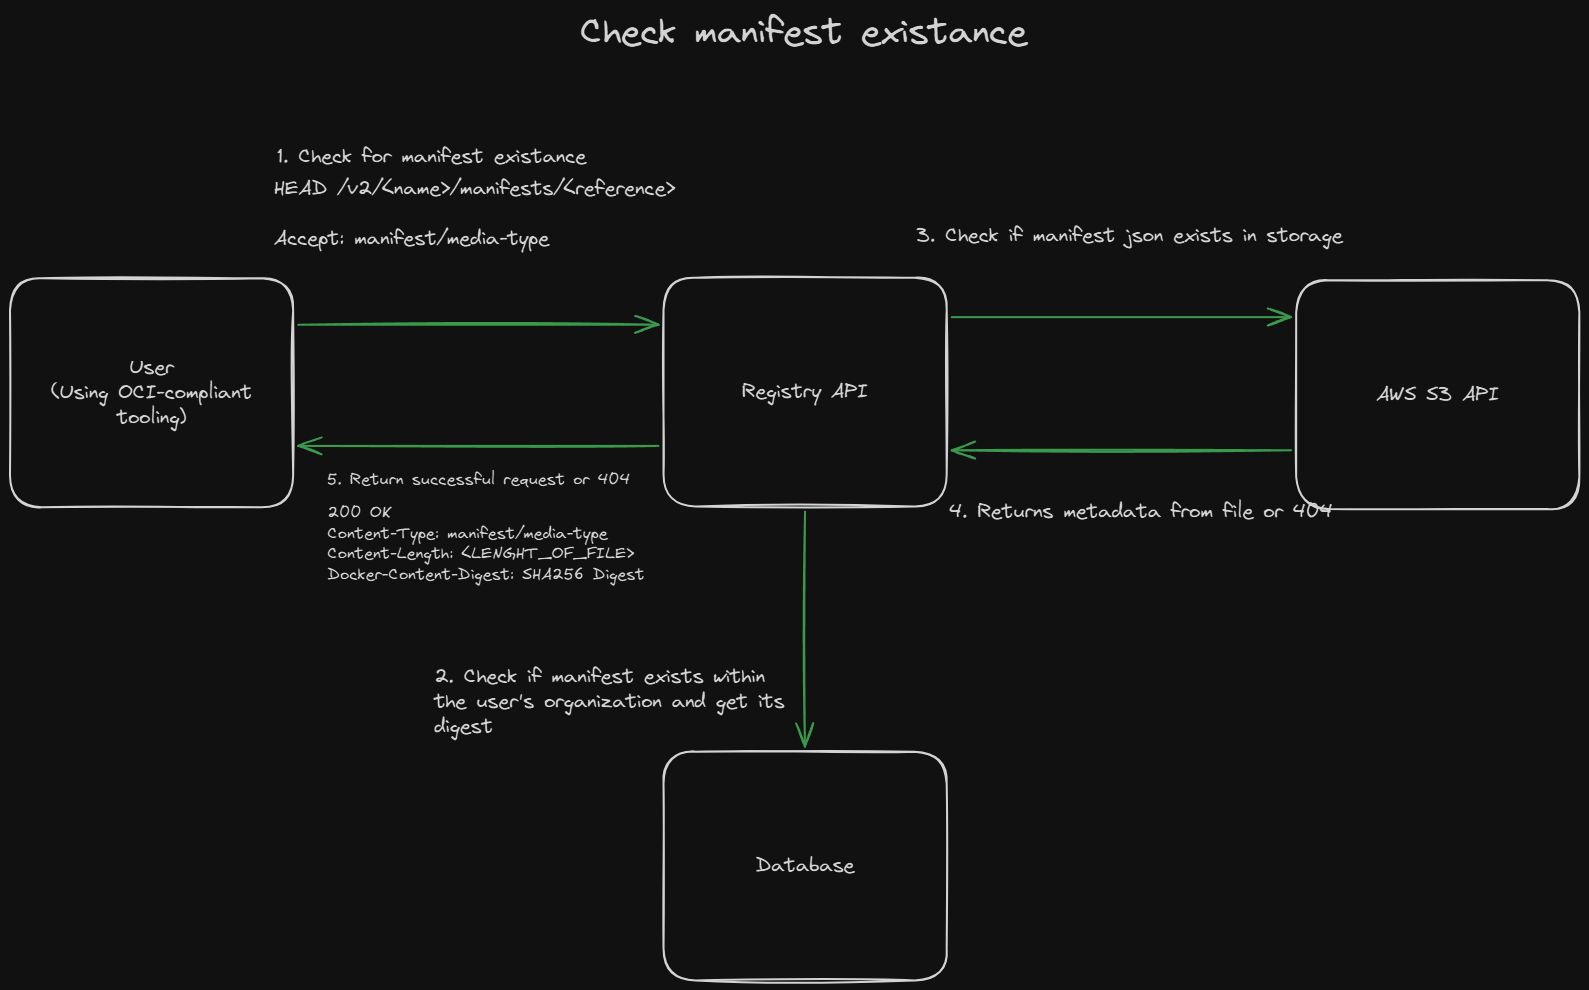 Check manifest existance
1. Check for manifest existance
HEAD /v2/<name>/manifests/<reference>
Accept: manifest/media-type
3. Check if manifest json exists in storage
User
(Using OCI-compliant
tooling)
Registry API
AWS S3 API
5. Return successful request or 404
200 OK
Content-Type: manifest/media-type
Content-Length: <LENGHT_OF_FILE>
Docker-Content-Digest: SHA256 Digest
4. Returns metadata from file or 404
2. Check if manifest exists within
the user's organization and get its
digest
Database